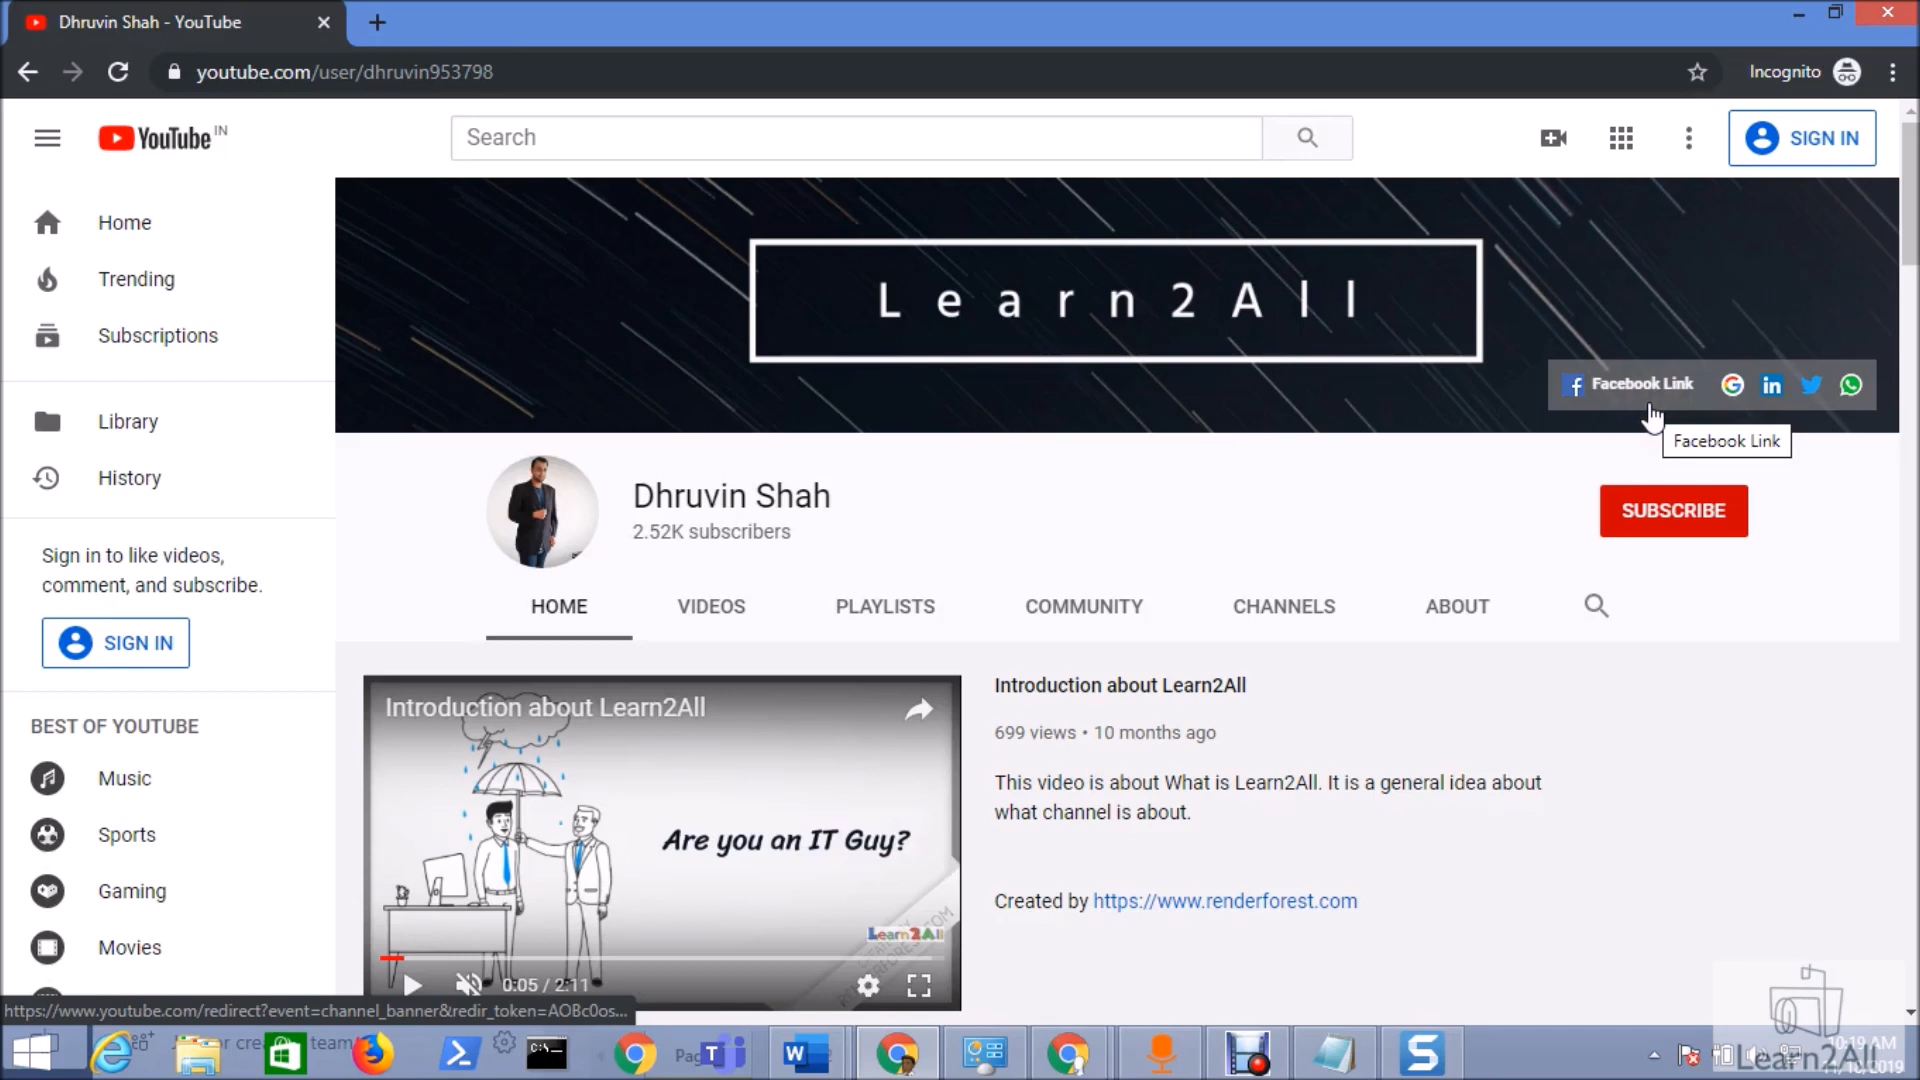 Dhruvin Shah - YouTube
youtube.com/user/dhruvin953798
Incognito
YouTube IN
Search
SIGN IN
Home
Trending
Subscriptions
Library
History
Sign in to like videos,
comment, and subscribe.
SIGN IN
BEST OF YOUTUBE
Music
Sports
Gaming
Movies
Learn2All
Facebook Link
Facebook Link
Dhruvin Shah
2.52K subscribers
SUBSCRIBE
HOME VIDEOS PLAYLISTS COMMUNITY CHANNELS ABOUT
Introduction about Learn2All
Are you an IT Guy?
Learn2All
0:05 / 2:11
Introduction about Learn2All
699 views • 10 months ago
This video is about What is Learn2All. It is a general idea about
what channel is about.
Created by https://www.renderforest.com
https://www.youtube.com/redirect?event=channel_banner&redir_token=AOBc0os...
10:19 AM
Learn2All